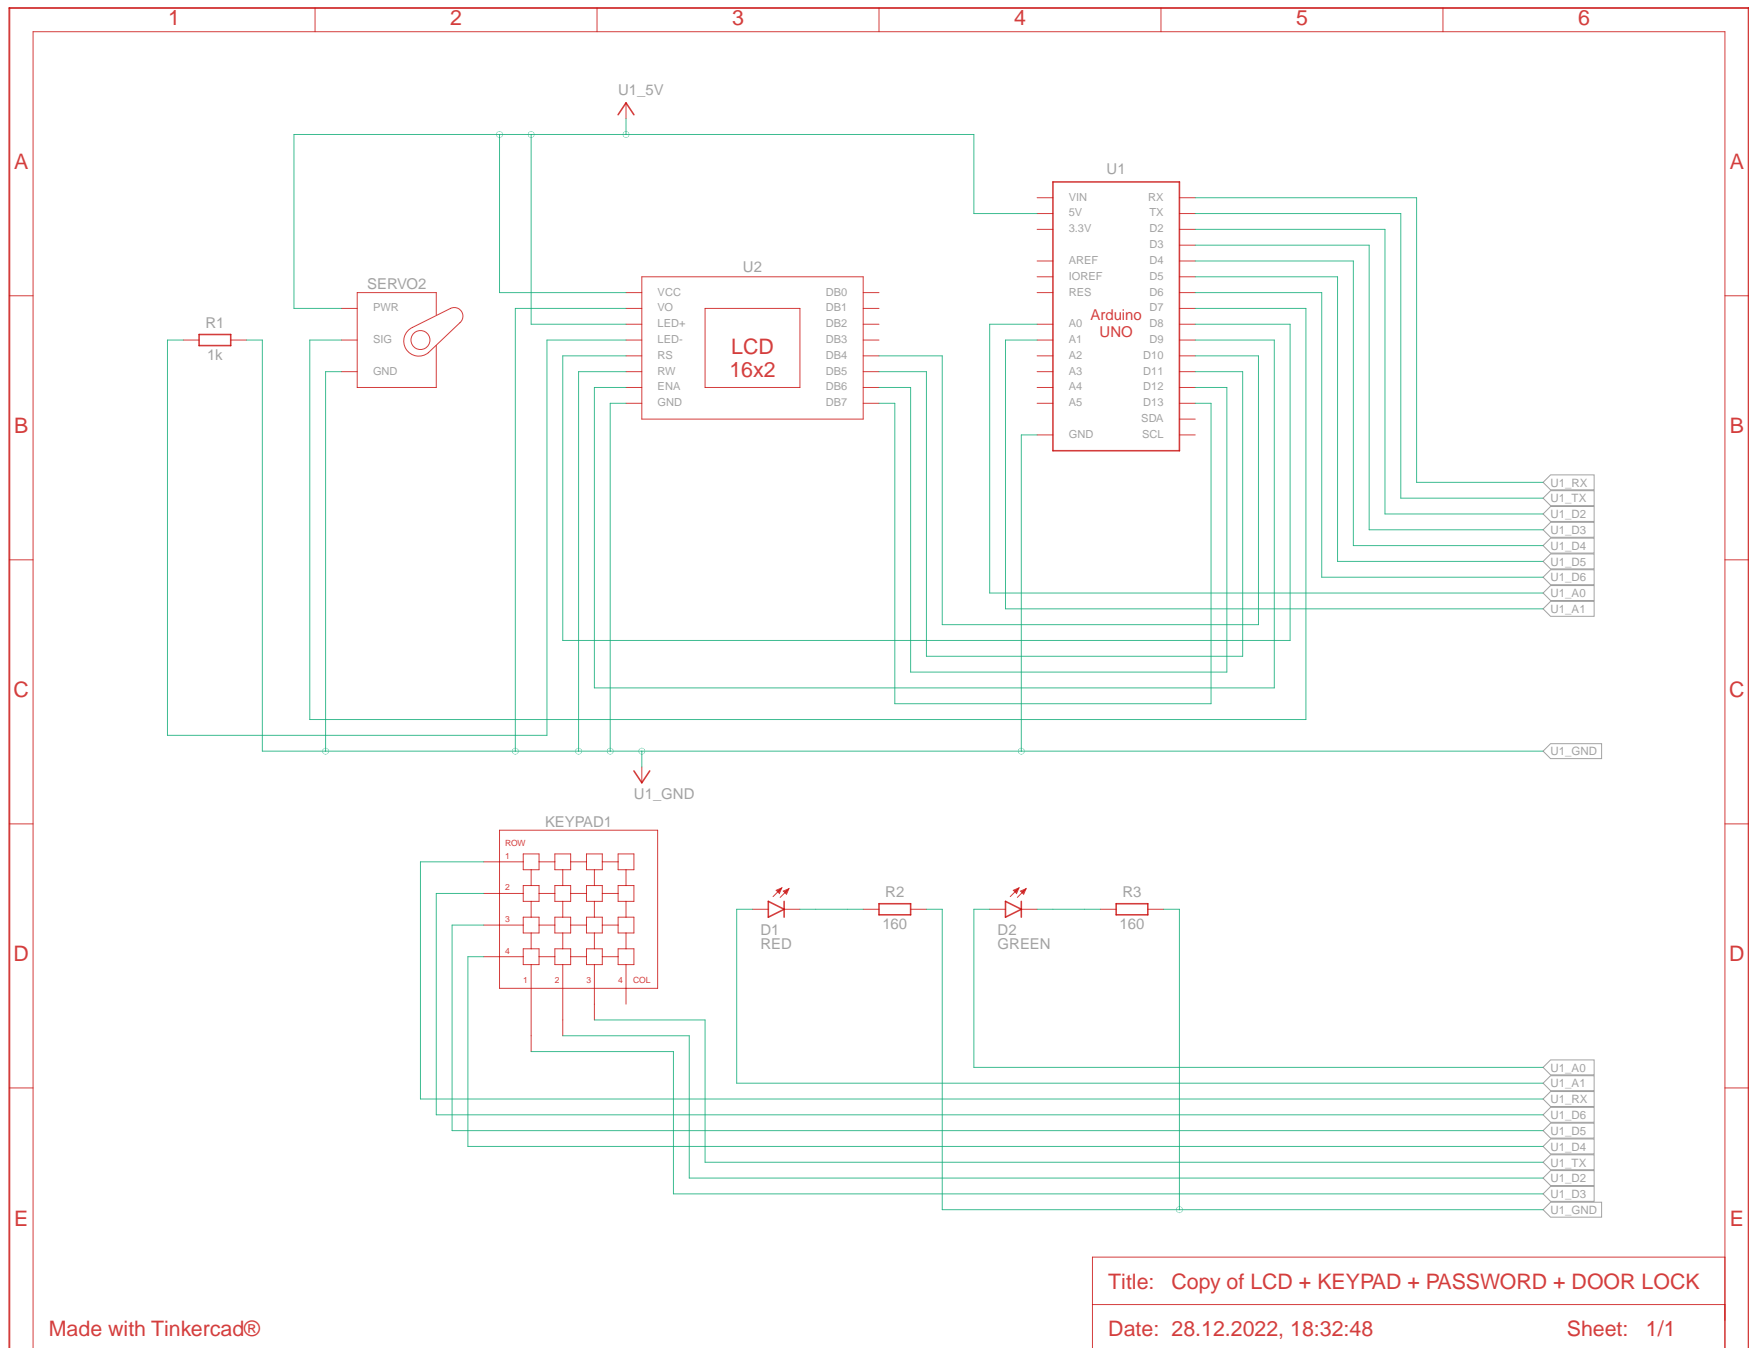 1 2 3 4 5 6
U1_5V
A A
U1
VIN RX
5V TX
3.3V D2
D3
AREF D4
IOREF D5
RES D6
D7
A0 D8
A1 D9
A2 D10
A3 D11
A4 D12
A5 D13
SDA
GND SCL
Arduino
UNO
U2
VCC DB0
VO DB1
LED+ DB2
LED- DB3
RS DB4
RW DB5
ENA DB6
GND DB7
LCD
16x2
SERVO2
PWR
SIG
GND
R1
1k
B B
U1_RX
U1_TX
U1_D2
U1_D3
U1_D4
U1_D5
U1_D6
U1_A0
U1_A1
C C
U1_GND
U1_GND
KEYPAD1
ROW
1
2
3
4
1 2 3 4 COL
D1
RED
R2
160
D2
GREEN
R3
160
D D
U1_A0
U1_A1
U1_RX
U1_D6
U1_D5
U1_D4
U1_TX
U1_D2
U1_D3
U1_GND
E E
Title: Copy of LCD + KEYPAD + PASSWORD + DOOR LOCK
Made with Tinkercad®
Date: 28.12.2022, 18:32:48 Sheet: 1/1